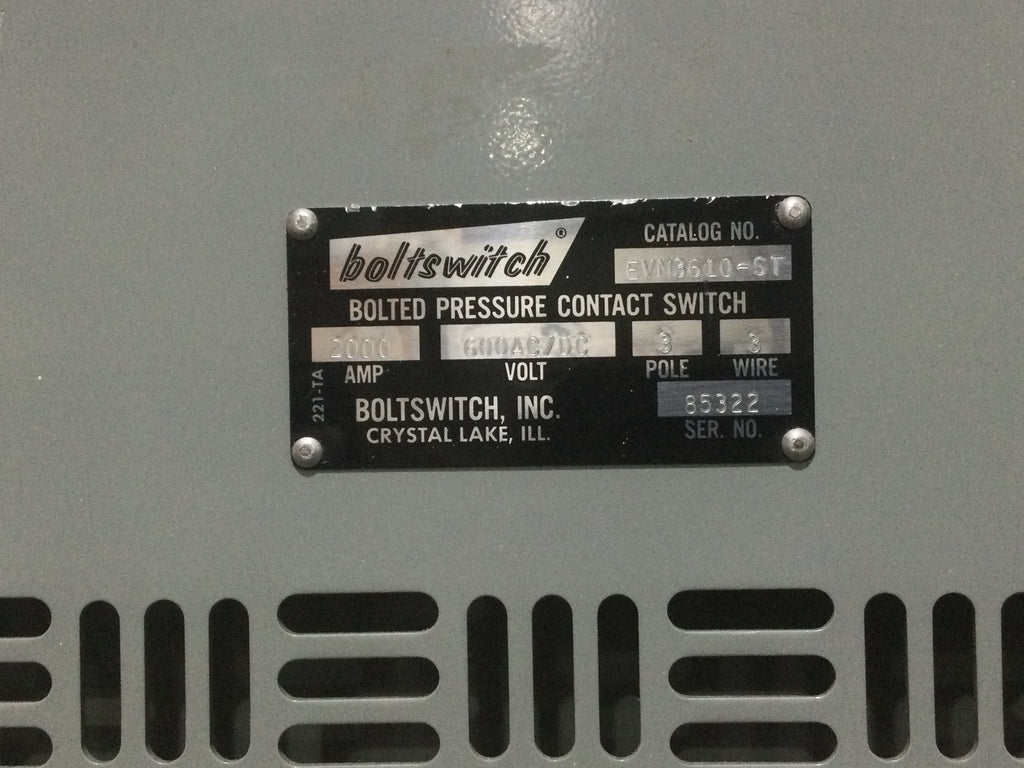 boltswitch®
CATALOG NO.
EVN3610-ST
BOLTED PRESSURE CONTACT SWITCH
2000 600AC/DC 3 3
AMP VOLT POLE WIRE
221-TA
BOLTSWITCH, INC.
CRYSTAL LAKE, ILL.
85322
SER. NO.